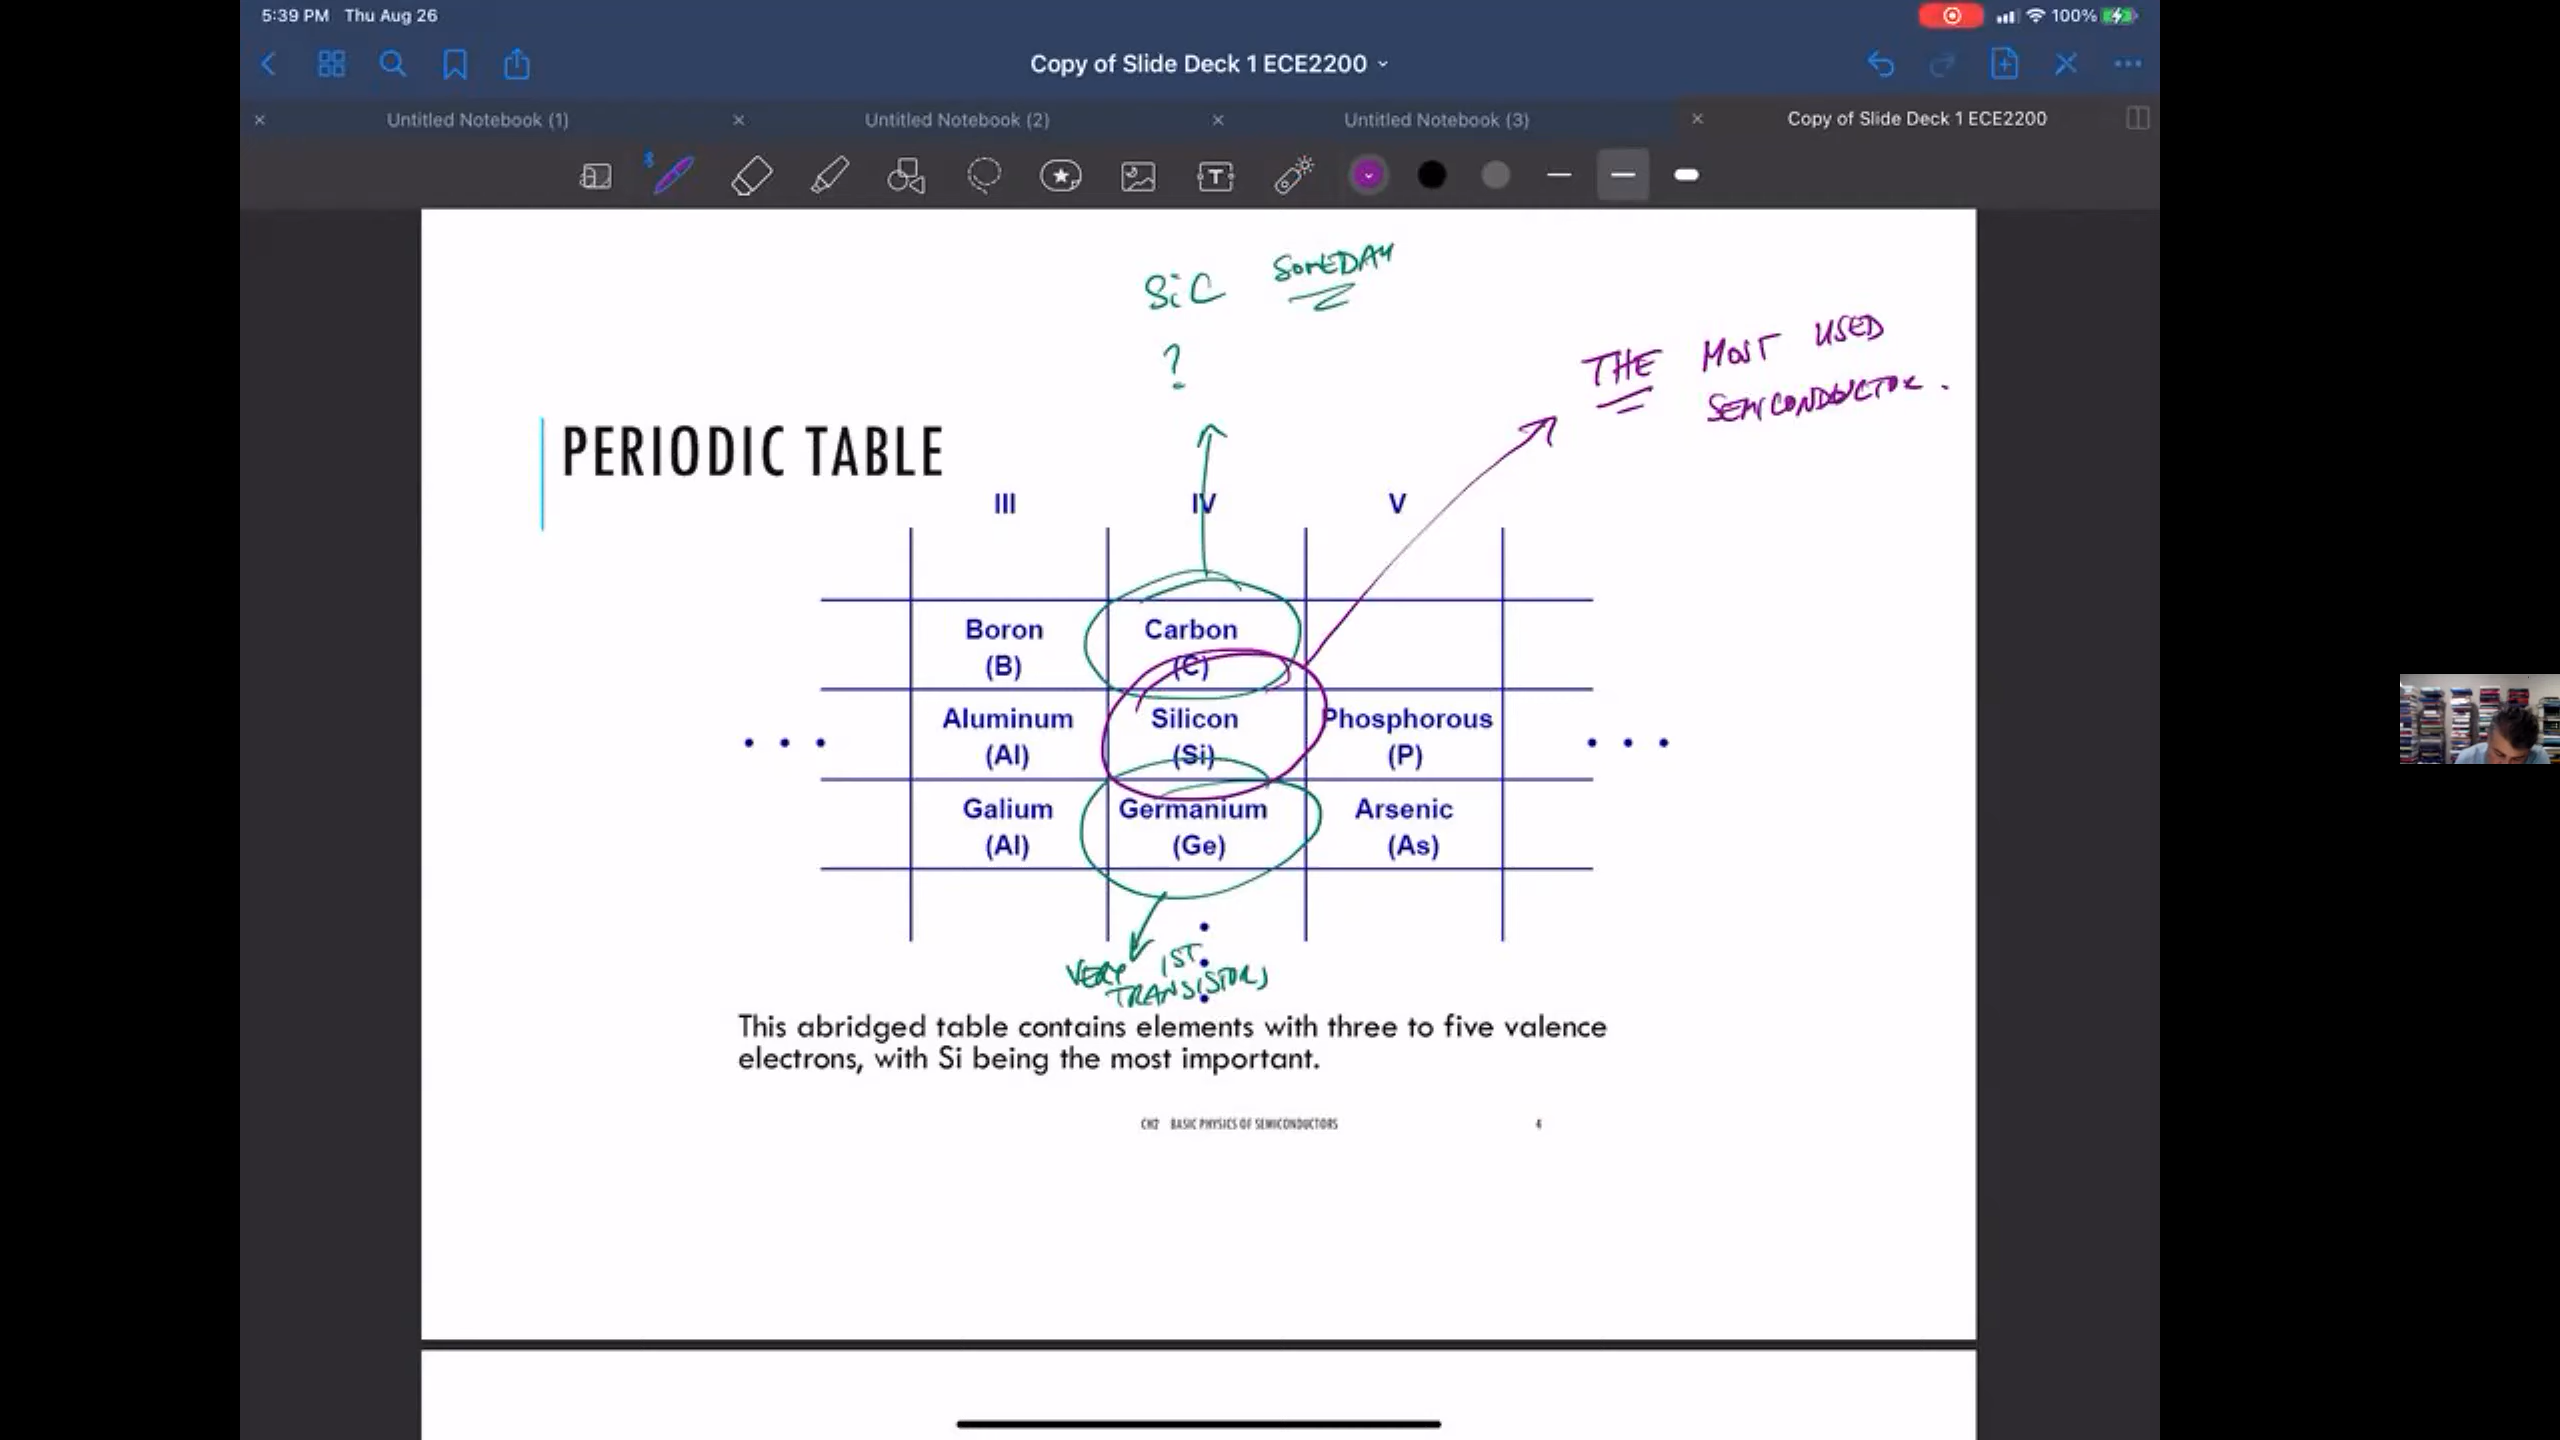 5:39 PM Thu Aug 26
100%
Copy of Slide Deck 1 ECE2200
Untitled Notebook (1)
Untitled Notebook (2)
Untitled Notebook (3)
Copy of Slide Deck 1 ECE2200
SiC SOMEDAY
?
THE MOST USED
SEMICONDUCTOR.
PERIODIC TABLE
III IV V
Boron Carbon
(B) (C)
Aluminum Silicon Phosphorous
(Al) (Si) (P)
Galium Germanium Arsenic
(Al) (Ge) (As)
VERY 1ST
TRANSISTORS
This abridged table contains elements with three to five valence
electrons, with Si being the most important.
CH2 BASIC PHYSICS OF SEMICONDUCTORS 4